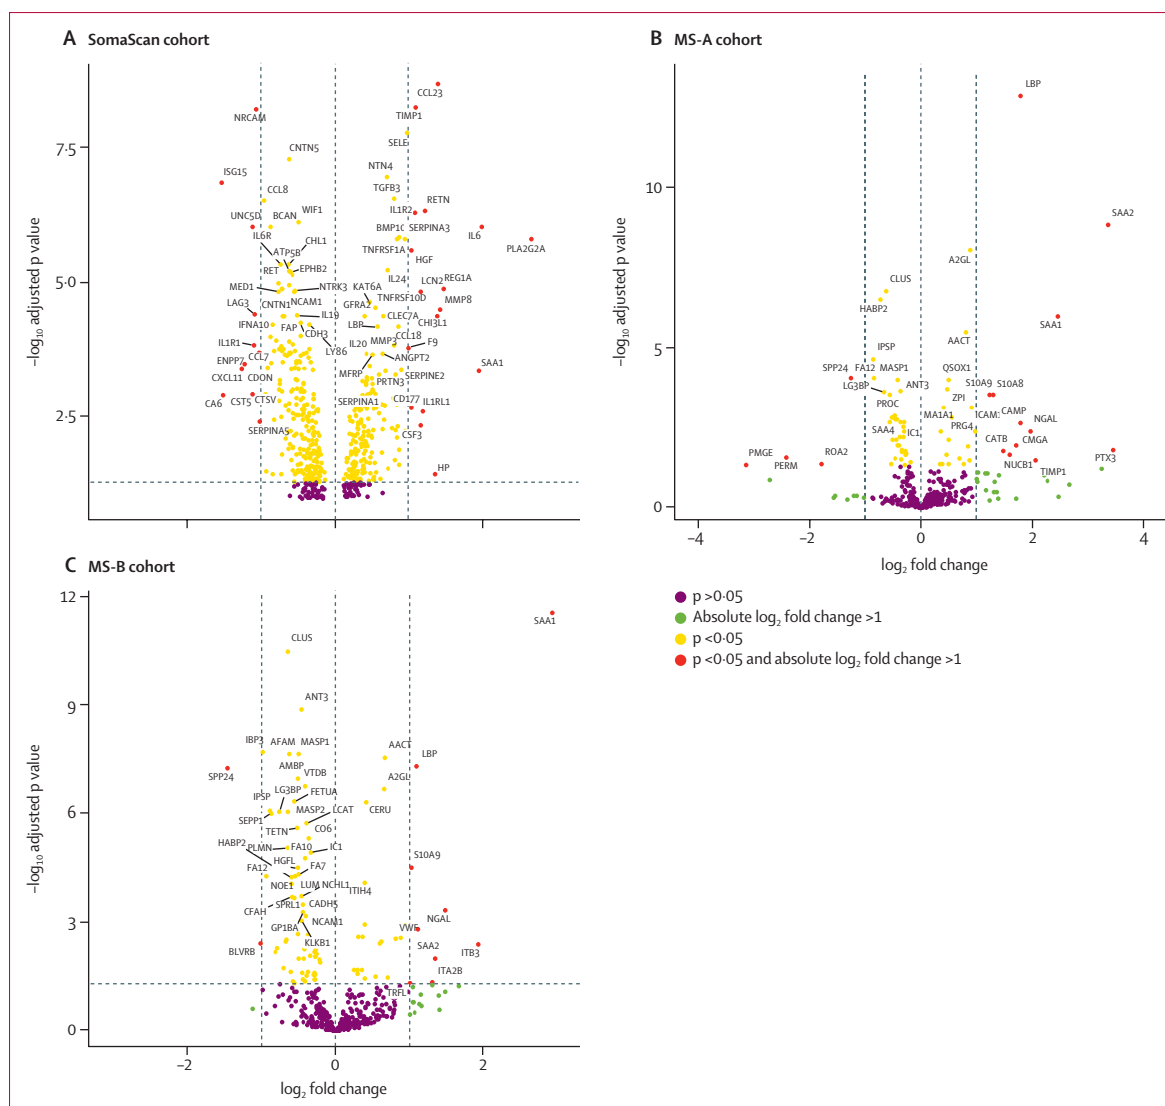 A SomaScan cohort
CCL23
TIMP1
NRCAM
SELE
7·5
CNTN5
NTN4
ISG15
CCL8
TGFB3
RETN
WIF1
IL1R2
UNC5D
BCAN
BMP10
SERPINA3
IL6
IL6R
CHL1
TNFRSF1A
PLA2G2A
ATP5B
HGF
RET
EPHB2
IL24
LCN2
REG1A
5·0
MED1
NTRK3
KAT6A
TNFRSF10D
MMP8
LAG3
CNTN1
NCAM1
GFRA2
IL19
CLEC7A
CHI3L1
IFNA10
FAP
CDH3
LBP
CCL18
F9
IL1R1
LY86
IL20
MMP3
ENPP7
CCL7
ANGPT2
SAA1
CXCL11
CDON
MFRP
PRTN3
SERPINE2
CA6
CST5
CTSV
SERPINA1
CD177
IL1RL1
2·5
SERPINA5
CSF3
HP
–log10 adjusted p value
B MS-A cohort
LBP
10
SAA2
A2GL
CLUS
HABP2
SAA1
AACT
5
IPSP
SPP24
FA12
MASP1
QSOX1
LG3BP
ANT3
S10A9
S10A8
ZPI
PROC
MA1A1
CAMP
NGAL
SAA4
IC1
PRG4
CATB
CMGA
PMGE
PERM
ROA2
NUCB1
TIMP1
PTX3
0
–4
–2
0
2
4
–log10 adjusted p value
log2 fold change
p >0·05
Absolute log2 fold change >1
p <0·05
p <0·05 and absolute log2 fold change >1
C MS-B cohort
12
SAA1
CLUS
ANT3
9
IBP3
AFAM
MASP1
AACT
LBP
SPP24
AMBP
VTDB
A2GL
IPSP
LG3BP
FETUA
CERU
6
SEPP1
MASP2
LCAT
TETN
CO6
HABP2
PLMN
FA10
IC1
S10A9
HGFL
FA12
FA7
NOE1
LUM
NCHL1
ITIH4
CFAH
SPRL1
CADH5
NGAL
3
GP1BA
NCAM1
VWF
BLVRB
KLKB1
SAA2
ITB3
ITA2B
TRFL
0
–2
0
2
–log10 adjusted p value
log2 fold change